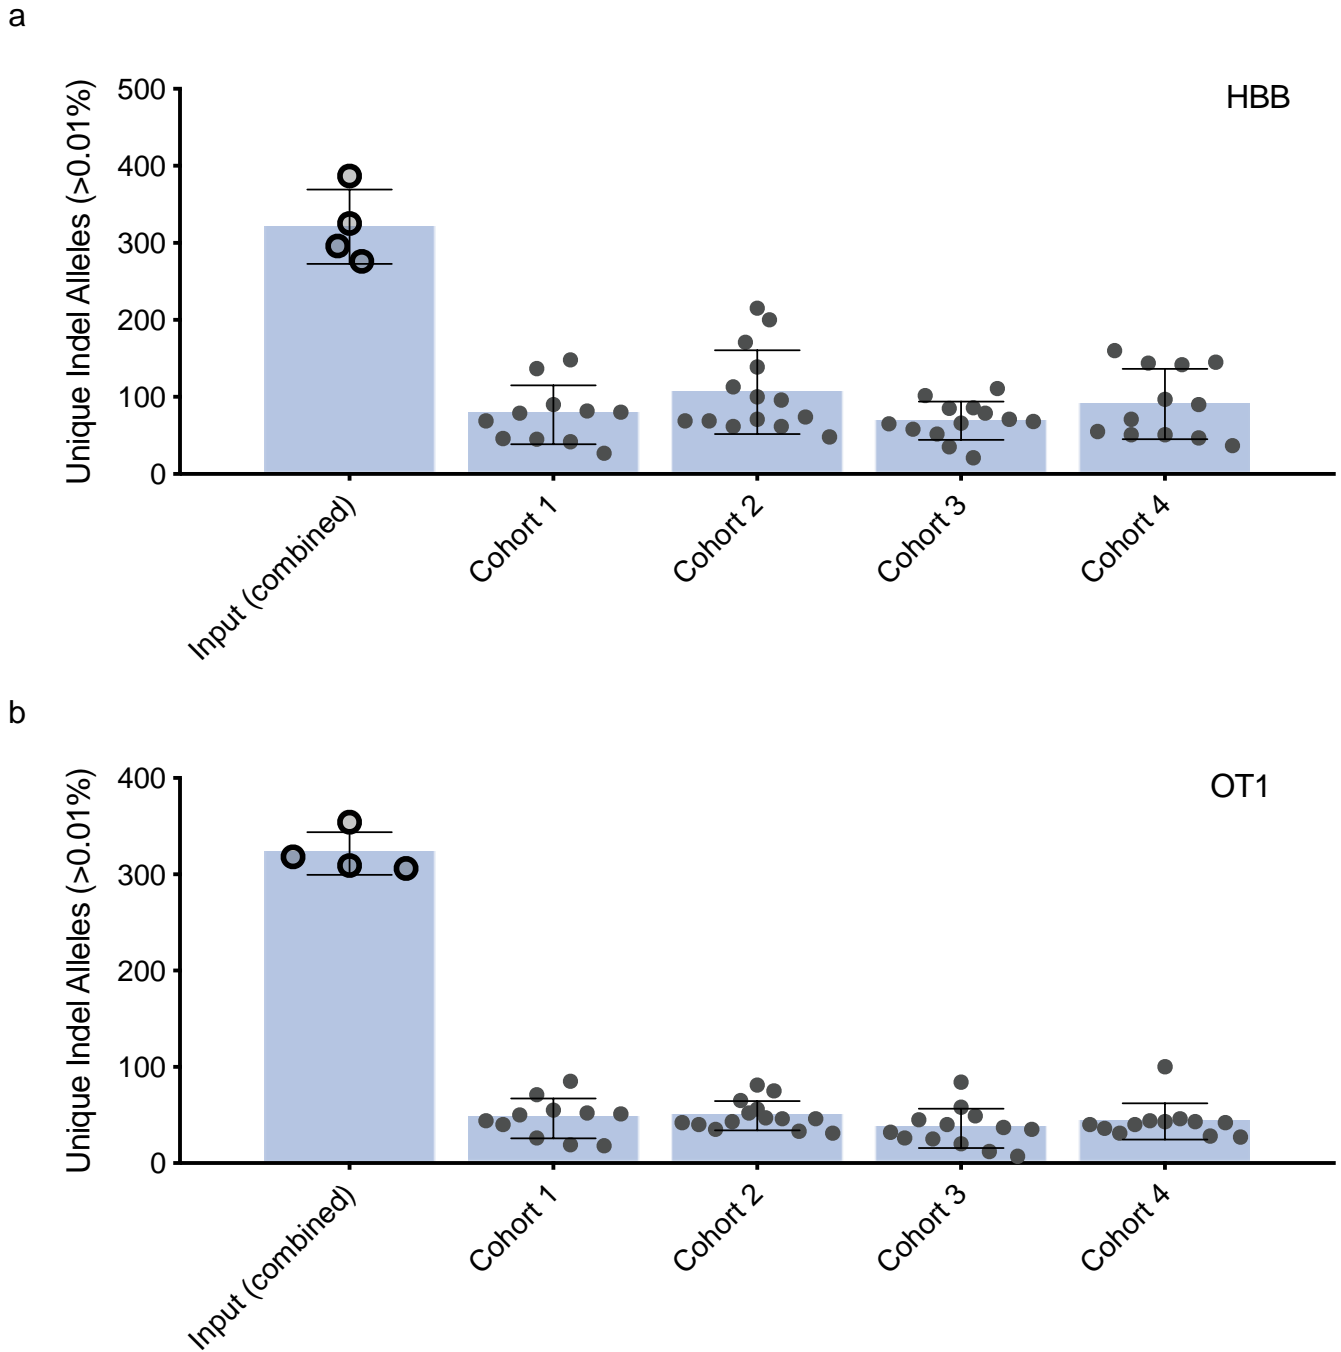 a
HBB
Unique Indel Alleles (>0.01%)
500
400
300
200
100
0
Input (combined)
Cohort 1
Cohort 2
Cohort 3
Cohort 4
b
OT1
Unique Indel Alleles (>0.01%)
400
300
200
100
0
Input (combined)
Cohort 1
Cohort 2
Cohort 3
Cohort 4